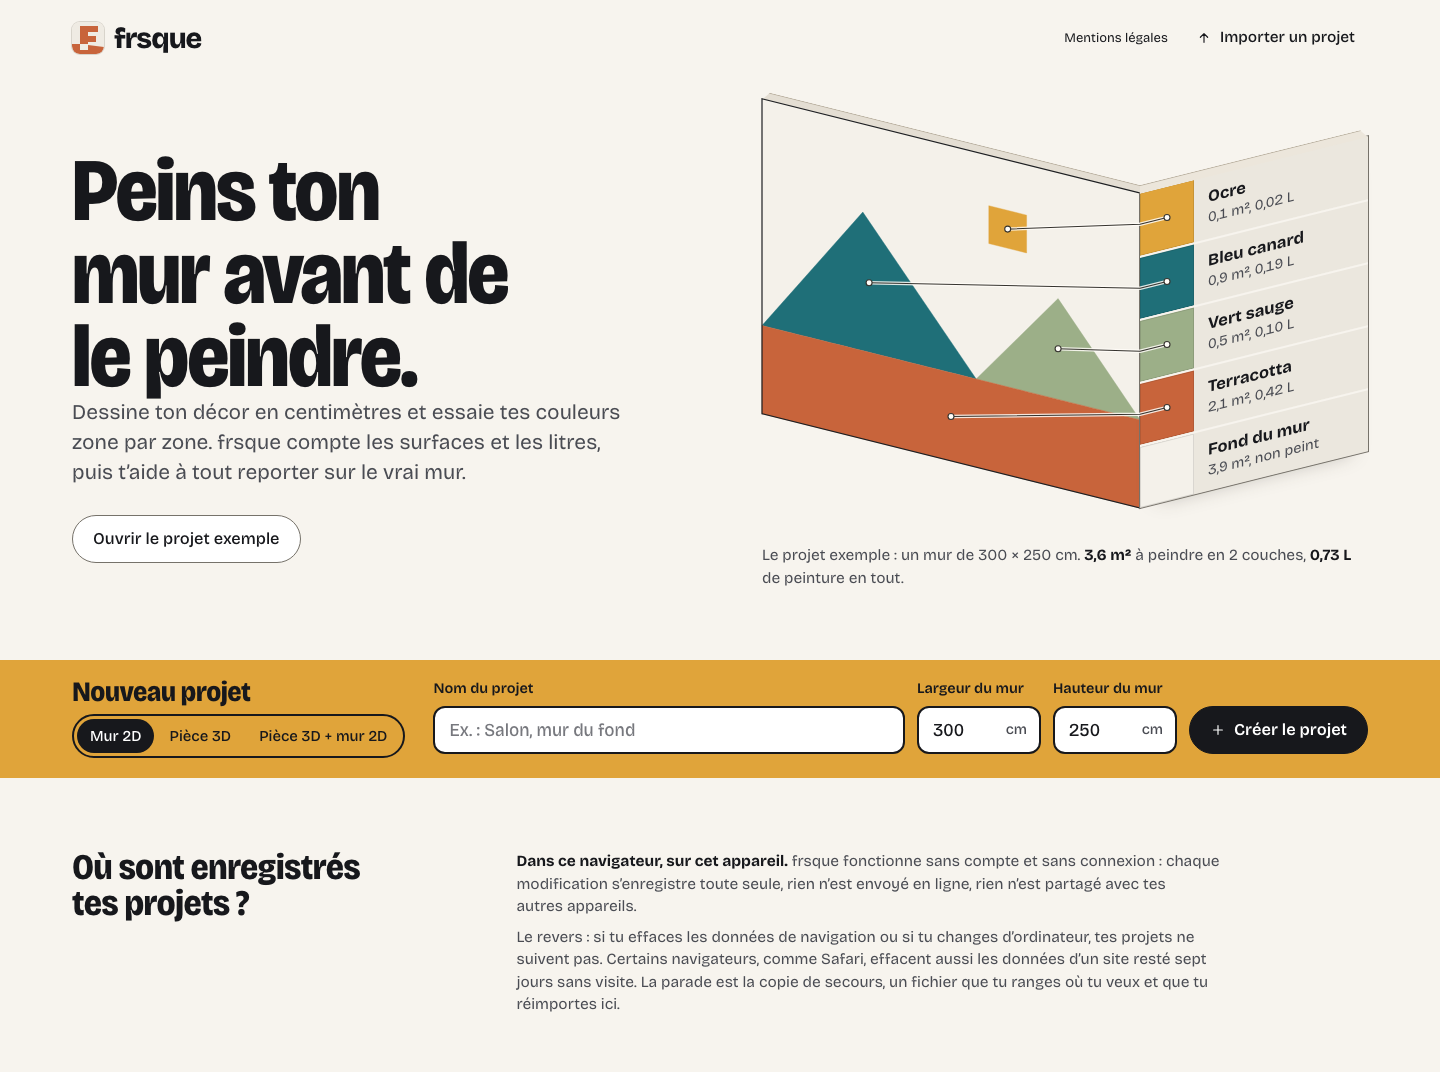 frsque
Mentions légales
↑ Importer un projet
Peins ton
mur avant de
le peindre.
Dessine ton décor en centimètres et essaie tes couleurs
zone par zone. frsque compte les surfaces et les litres,
puis t’aide à tout reporter sur le vrai mur.
Ouvrir le projet exemple
Ocre
0,1 m², 0,02 L
Bleu canard
0,9 m², 0,19 L
Vert sauge
0,5 m², 0,10 L
Terracotta
2,1 m², 0,42 L
Fond du mur
3,9 m², non peint
Le projet exemple : un mur de 300 × 250 cm. 3,6 m² à peindre en 2 couches, 0,73 L
de peinture en tout.
Nouveau projet
Mur 2D
Pièce 3D
Pièce 3D + mur 2D
Nom du projet
Ex. : Salon, mur du fond
Largeur du mur
300 cm
Hauteur du mur
250 cm
+ Créer le projet
Où sont enregistrés
tes projets ?
Dans ce navigateur, sur cet appareil. frsque fonctionne sans compte et sans connexion : chaque
modification s’enregistre toute seule, rien n’est envoyé en ligne, rien n’est partagé avec tes
autres appareils.
Le revers : si tu effaces les données de navigation ou si tu changes d’ordinateur, tes projets ne
suivent pas. Certains navigateurs, comme Safari, effacent aussi les données d’un site resté sept
jours sans visite. La parade est la copie de secours, un fichier que tu ranges où tu veux et que tu
réimportes ici.